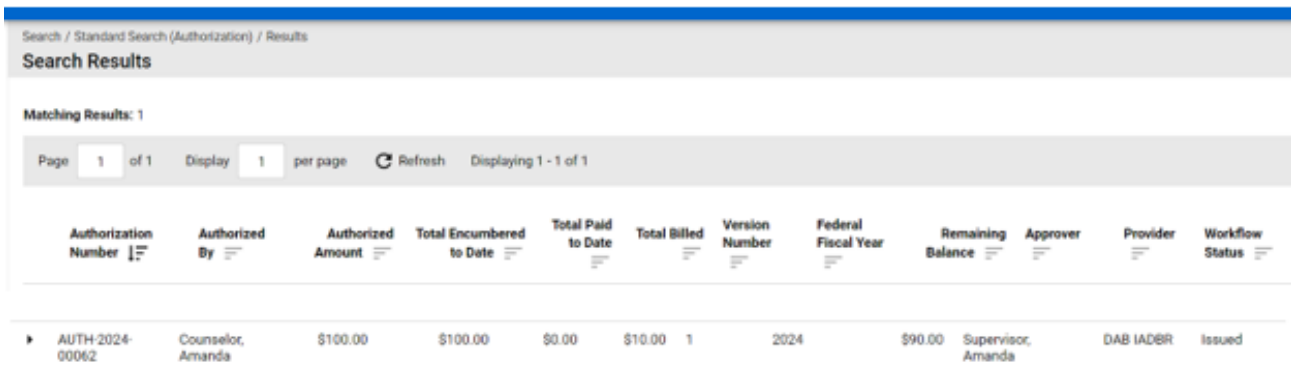 Search / Standard Search (Authorization) / Results
Search Results
Matching Results: 1
Page 1 of 1 Display 1 per page Refresh Displaying 1 - 1 of 1
Authorization Number Authorized By Authorized Amount Total Encumbered to Date Total Paid to Date Total Billed Version Number Federal Fiscal Year Remaining Balance Approver Provider Workflow Status
AUTH-2024-00062 Counselor, Amanda $100.00 $100.00 $0.00 $10.00 1 2024 $90.00 Supervisor, Amanda DAB IADBR Issued